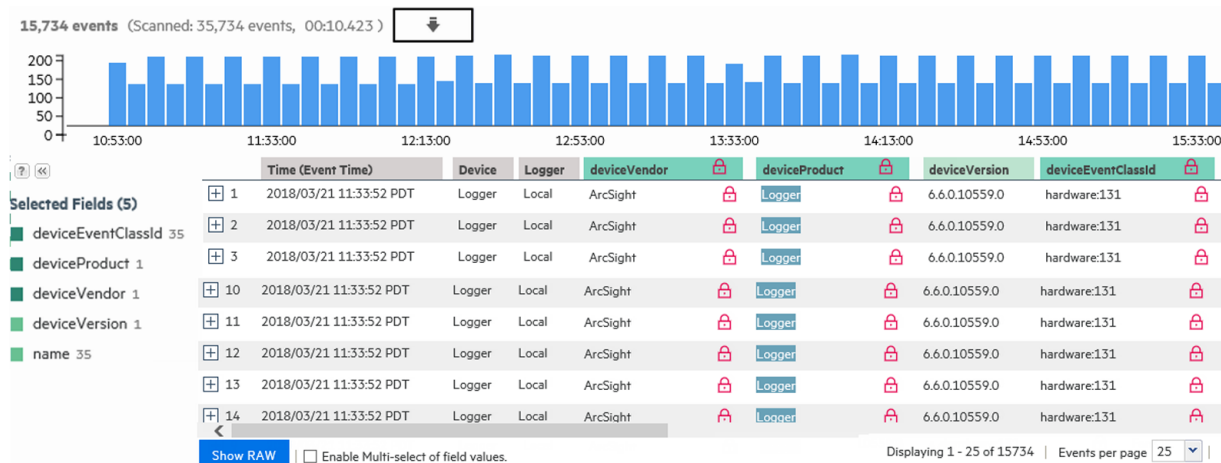 15,734 events (Scanned: 35,734 events, 00:10.423 )
200
150
100
50
0
10:53:00 11:33:00 12:13:00 12:53:00 13:33:00 14:13:00 14:53:00 15:33:00
? «
Time (Event Time) Device Logger deviceVendor deviceProduct deviceVersion deviceEventClassId
Selected Fields (5)
deviceEventClassId 35
deviceProduct 1
deviceVendor 1
deviceVersion 1
name 35
1 2018/03/21 11:33:52 PDT Logger Local ArcSight Logger 6.6.0.10559.0 hardware:131
2 2018/03/21 11:33:52 PDT Logger Local ArcSight Logger 6.6.0.10559.0 hardware:131
3 2018/03/21 11:33:52 PDT Logger Local ArcSight Logger 6.6.0.10559.0 hardware:131
10 2018/03/21 11:33:52 PDT Logger Local ArcSight Logger 6.6.0.10559.0 hardware:131
11 2018/03/21 11:33:52 PDT Logger Local ArcSight Logger 6.6.0.10559.0 hardware:131
12 2018/03/21 11:33:52 PDT Logger Local ArcSight Logger 6.6.0.10559.0 hardware:131
13 2018/03/21 11:33:52 PDT Logger Local ArcSight Logger 6.6.0.10559.0 hardware:131
14 2018/03/21 11:33:52 PDT Logger Local ArcSight Logger 6.6.0.10559.0 hardware:131
Show RAW | Enable Multi-select of field values. Displaying 1 - 25 of 15734 | Events per page 25 |